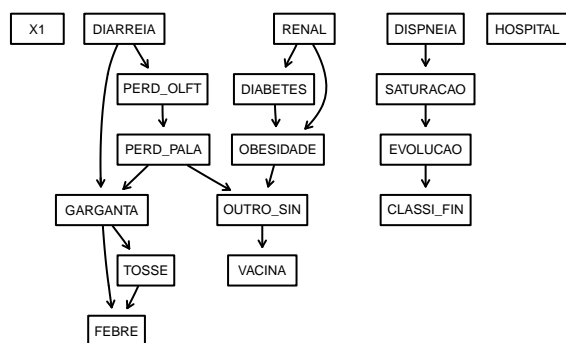 X1
DIARREIA
RENAL
DISPNEIA
HOSPITAL
PERD_OLFT
DIABETES
SATURACAO
PERD_PALA
OBESIDADE
EVOLUCAO
GARGANTA
OUTRO_SIN
CLASSI_FIN
TOSSE
VACINA
FEBRE